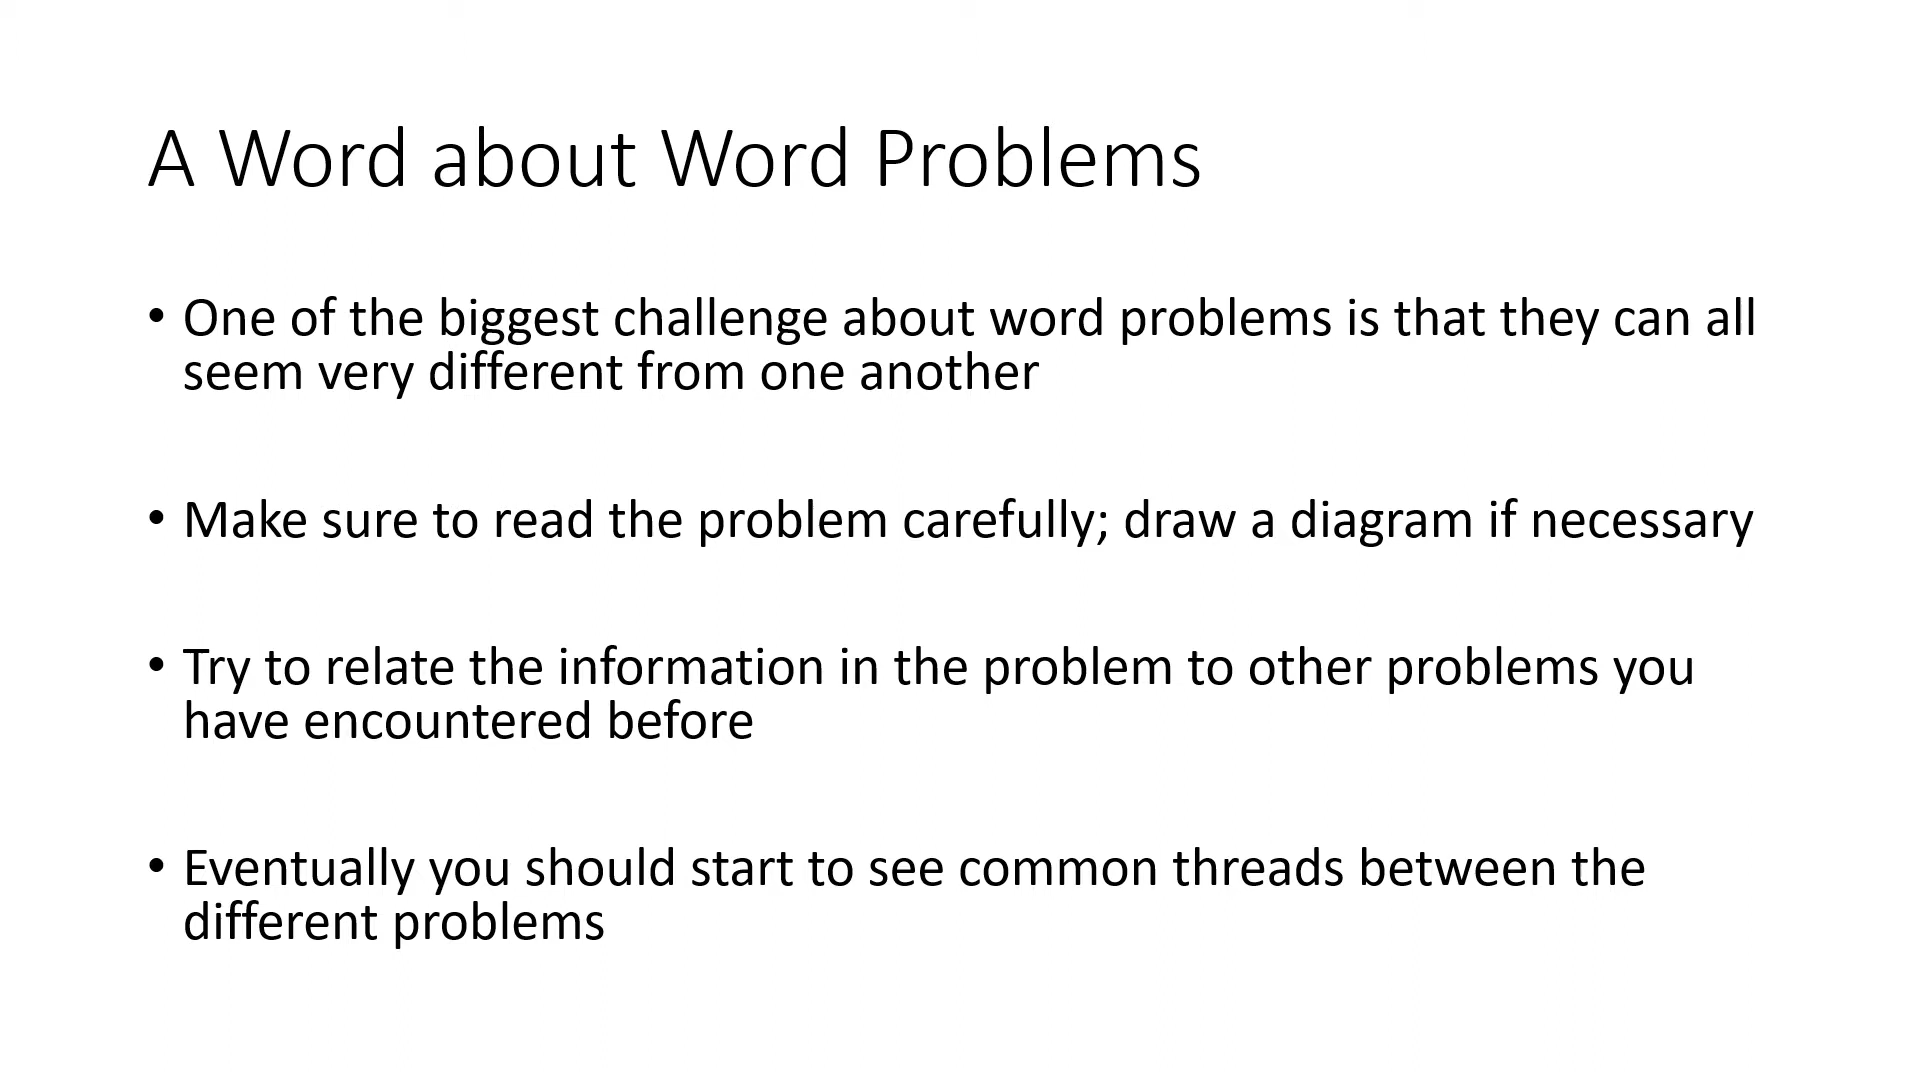 A Word about Word Problems
• One of the biggest challenge about word problems is that they can all
seem very different from one another
• Make sure to read the problem carefully; draw a diagram if necessary
• Try to relate the information in the problem to other problems you
have encountered before
• Eventually you should start to see common threads between the
different problems